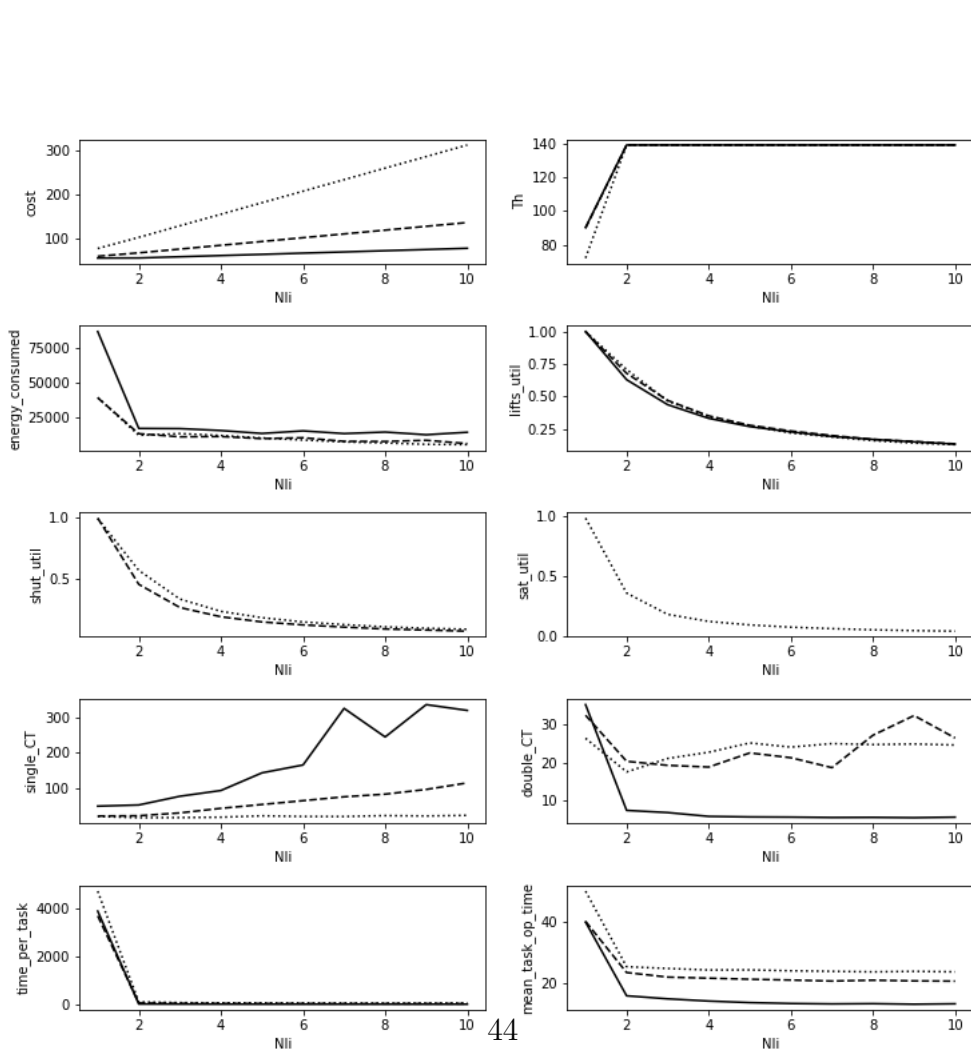 300
200
100
cost
2 4 6 8 10
Nli
140
120
100
80
Th
2 4 6 8 10
Nli
75000
50000
25000
energy_consumed
2 4 6 8 10
Nli
1.00
0.75
0.50
0.25
lifts_util
2 4 6 8 10
Nli
1.0
0.5
shut_util
2 4 6 8 10
Nli
1.0
0.5
0.0
sat_util
2 4 6 8 10
Nli
300
200
100
single_CT
2 4 6 8 10
Nli
30
20
10
double_CT
2 4 6 8 10
Nli
4000
2000
0
time_per_task
2 4 6 8 10
Nli
40
20
mean_task_op_time
2 4 6 8 10
Nli
44